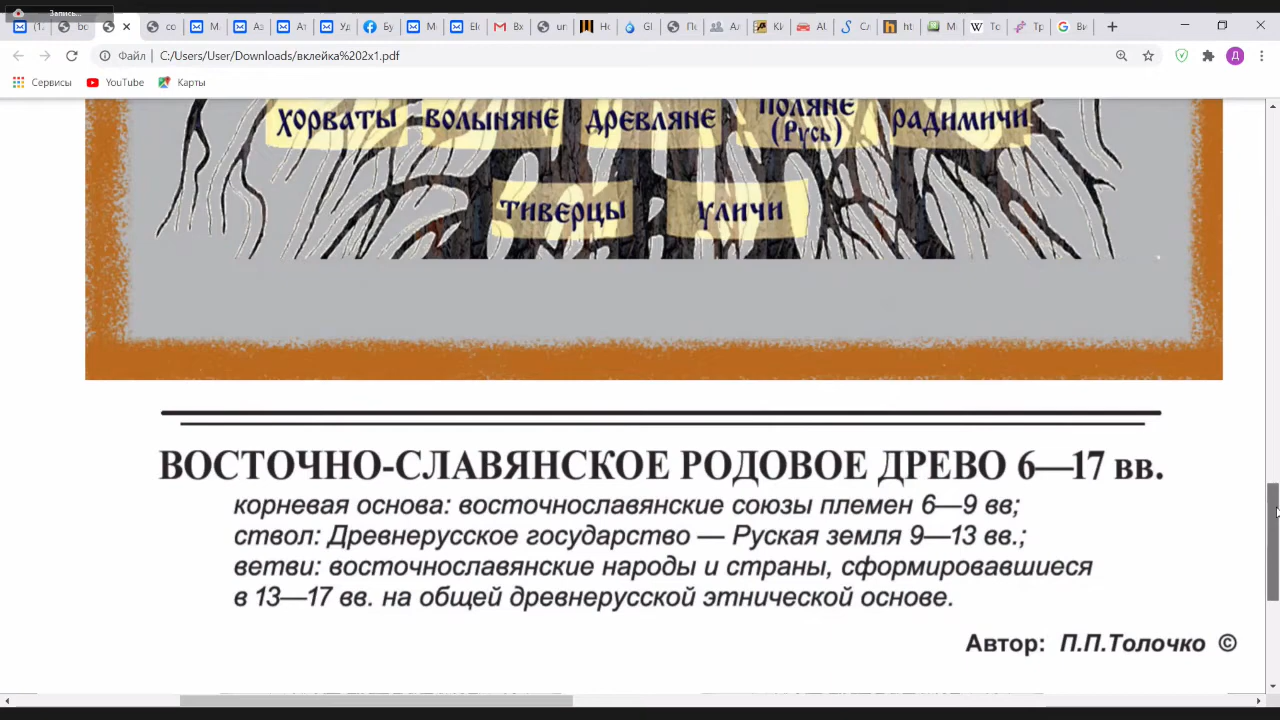 Запись...
Файл C:/Users/User/Downloads/вклейка%202x1.pdf
Сервисы YouTube Карты
хорваты волыняне древляне поляне (Русь) радимичи
тиверцы уличи
ВОСТОЧНО-СЛАВЯНСКОЕ РОДОВОЕ ДРЕВО 6—17 вв.
корневая основа: восточнославянские союзы племен 6—9 вв;
ствол: Древнерусское государство — Руская земля 9—13 вв.;
ветви: восточнославянские народы и страны, сформировавшиеся
в 13—17 вв. на общей древнерусской этнической основе.
Автор: П.П.Толочко ©